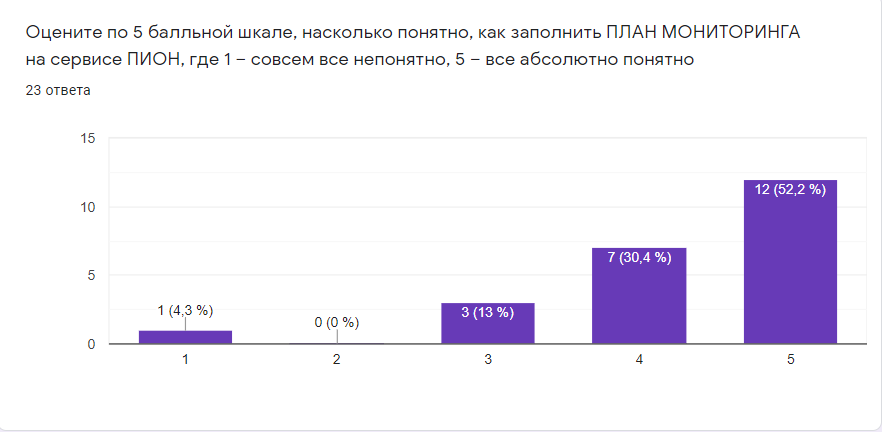 Оцените по 5 балльной шкале, насколько понятно, как заполнить ПЛАН МОНИТОРИНГА
на сервисе ПИОН, где 1 – совсем все непонятно, 5 – все абсолютно понятно
23 ответа
15
10
5
0
1 (4,3 %)
0 (0 %)
3 (13 %)
7 (30,4 %)
12 (52,2 %)
1
2
3
4
5